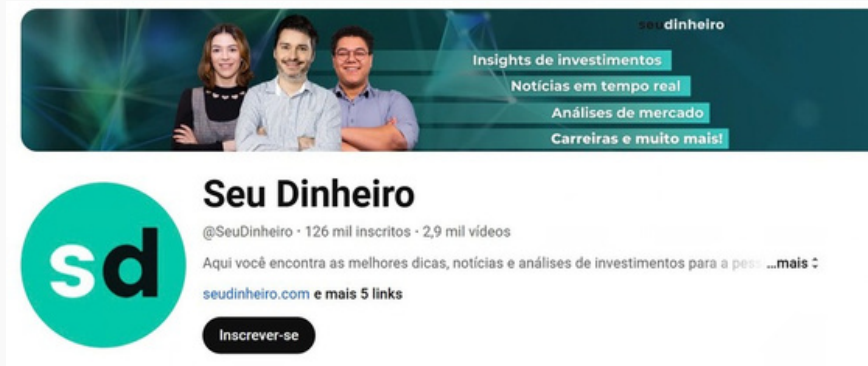 seudinheiro
Insights de investimentos
Notícias em tempo real
Análises de mercado
Carreiras e muito mais!
Seu Dinheiro
@SeuDinheiro • 126 mil inscritos • 2,9 mil vídeos
Aqui você encontra as melhores dicas, notícias e análises de investimentos para a ...mais
seudinheiro.com e mais 5 links
sd
Inscrever-se